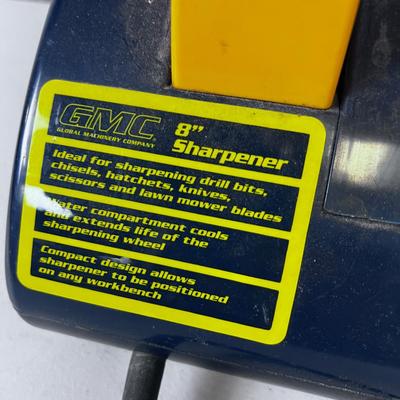 GMC
GLOBAL MACHINERY COMPANY
8"
Sharpener
Ideal for sharpening drill bits,
chisels, hatchets, knives,
scissors and lawn mower blades
Water compartment cools
and extends life of the
sharpening wheel
Compact design allows
sharpener to be positioned
on any workbench